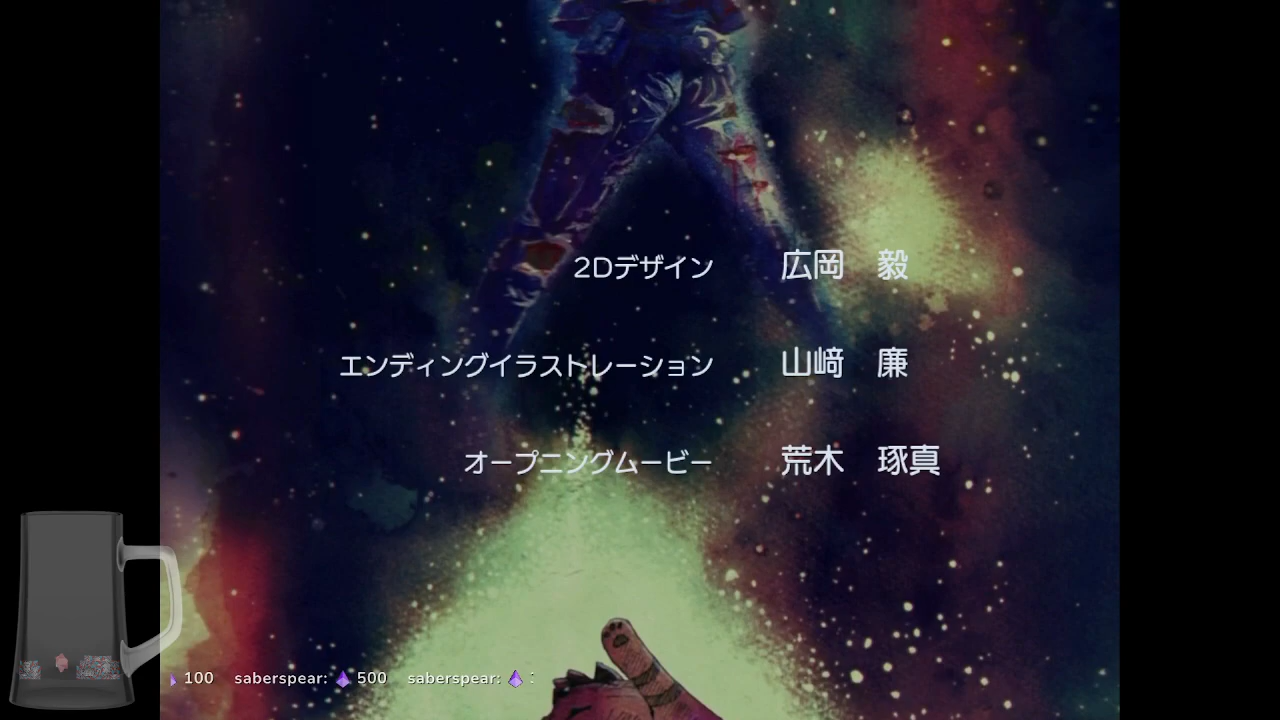 2Dデザイン 広岡 毅
エンディングイラストレーション 山﨑 廉
オープニングムービー 荒木 琢真
100 saberspear: 500 saberspear: